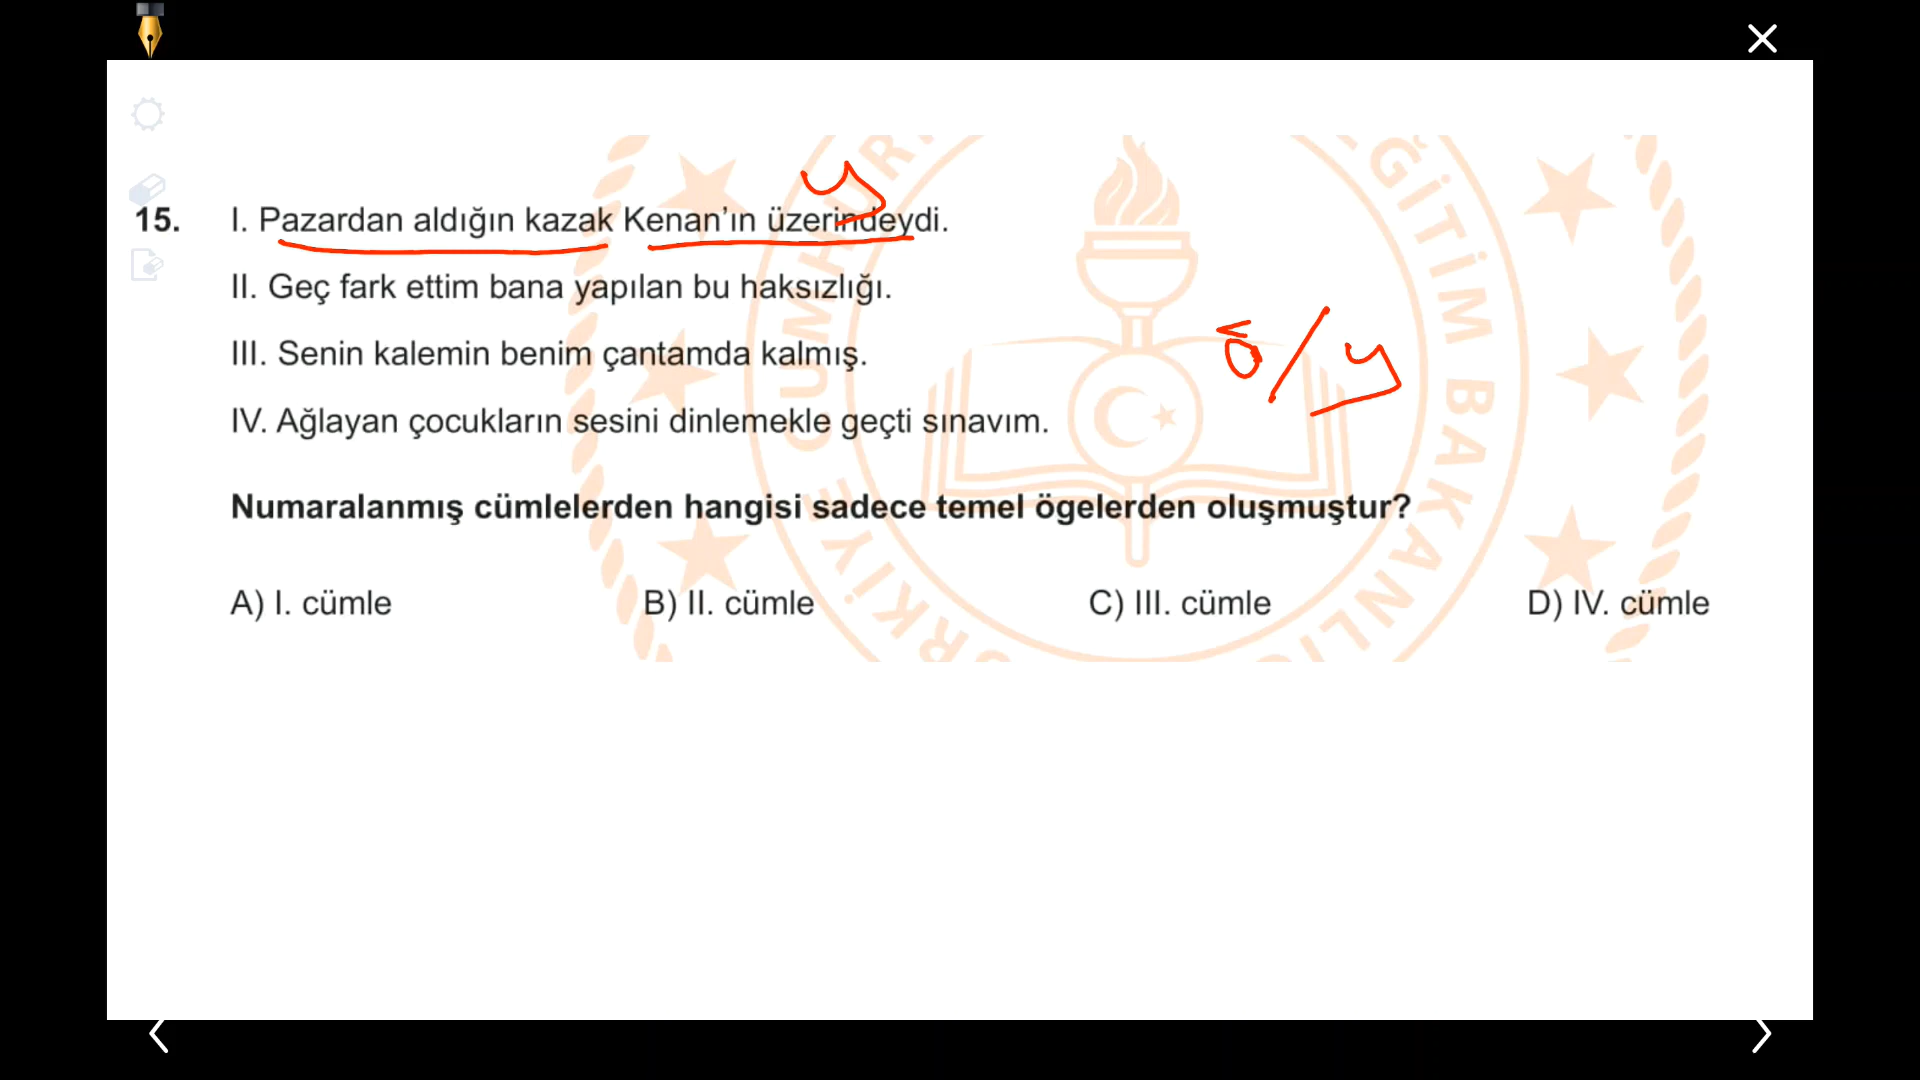 15. I. Pazardan aldığın kazak Kenan’ın üzerindeydi.
II. Geç fark ettim bana yapılan bu haksızlığı.
III. Senin kalemin benim çantamda kalmış.
IV. Ağlayan çocukların sesini dinlemekle geçti sınavım.
Numaralanmış cümlelerden hangisi sadece temel ögelerden oluşmuştur?
A) I. cümle B) II. cümle C) III. cümle D) IV. cümle
y
ö/y